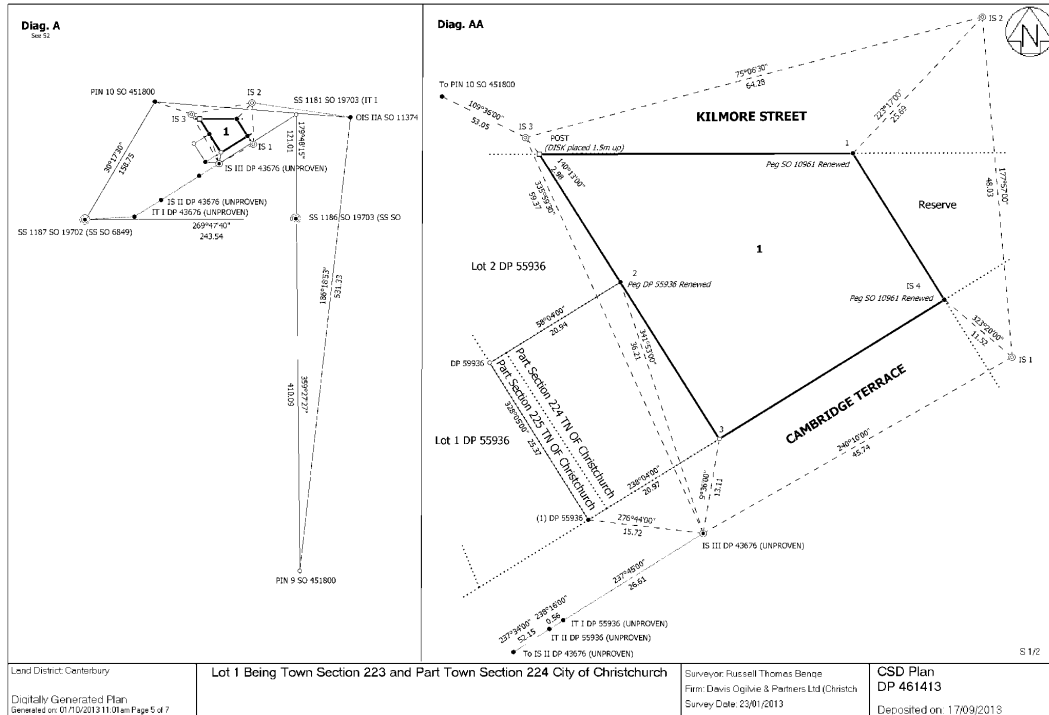 Diag. A
See S2
PIN 10 SO 451800
IS 2
SS 1181 SO 19703 (IT I
OIS IIA SO 11374
IS 3
1
IS 1
179°48'15"
121.01
30°17'30"
159.75
IS III DP 43676 (UNPROVEN)
IS II DP 43676 (UNPROVEN)
IT I DP 43676 (UNPROVEN)
SS 1186 SO 19703 (SS SO
SS 1187 SO 19702 (SS SO 6849)
269°47'40"
243.54
186°18'53"
531.33
359°27'27"
410.09
PIN 9 SO 451800
Diag. AA
IS 2
N
To PIN 10 SO 451800
75°06'30"
64.28
109°36'00"
53.05
223°17'00"
25.69
KILMORE STREET
IS 3
POST
(DISK placed 1.5m up)
1
Peg SO 10961 Renewed
140°13'00"
2.98
335°59'30"
59.37
177°57'00"
48.03
Reserve
1
Lot 2 DP 55936
2
Peg DP 55936 Renewed
IS 4
Peg SO 10961 Renewed
58°04'00"
20.94
341°53'00"
36.21
323°20'00"
11.52
IS 1
DP 59936
Part Section 224 TN OF Christchurch
Part Section 225 TN OF Christchurch
328°05'00"
25.37
CAMBRIDGE TERRACE
Lot 1 DP 55936
3
240°10'00"
45.74
238°04'00"
20.97
9°36'00"
13.11
(1) DP 55936
276°44'00"
15.72
IS III DP 43676 (UNPROVEN)
237°45'00"
26.61
238°16'00"
0.56
237°34'00"
52.15
IT I DP 55936 (UNPROVEN)
IT II DP 55936 (UNPROVEN)
To IS II DP 43676 (UNPROVEN)
S 1/2
Land District: Canterbury
Digitally Generated Plan
Generated on: 01/10/2013 11:01am Page 5 of 7
Lot 1 Being Town Section 223 and Part Town Section 224 City of Christchurch
Surveyor: Russell Thomas Benge
Firm: Davis Ogilvie & Partners Ltd (Christch
Survey Date: 23/01/2013
CSD Plan
DP 461413
Deposited on: 17/09/2013